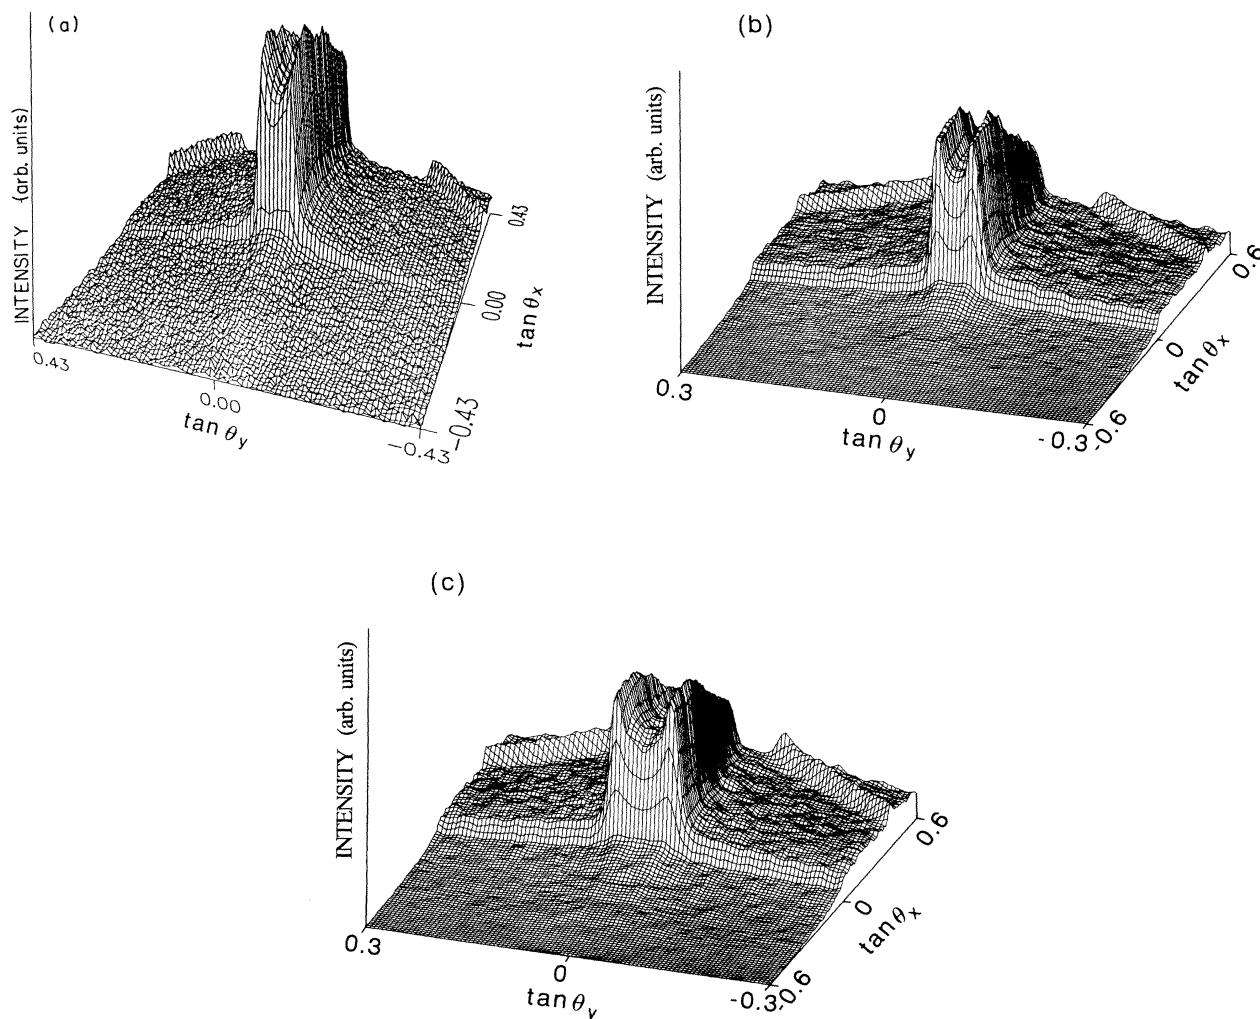 (a)
INTENSITY (arb. units)
0.43
0.00
-0.43
tan θy
-0.43
0.00
0.43
tan θx
(b)
INTENSITY (arb. units)
0.3
0
-0.3
tan θy
-0.6
0
0.6
tan θx
(c)
INTENSITY (arb. units)
0.3
0
-0.3
tan θy
-0.6
0
0.6
tan θx